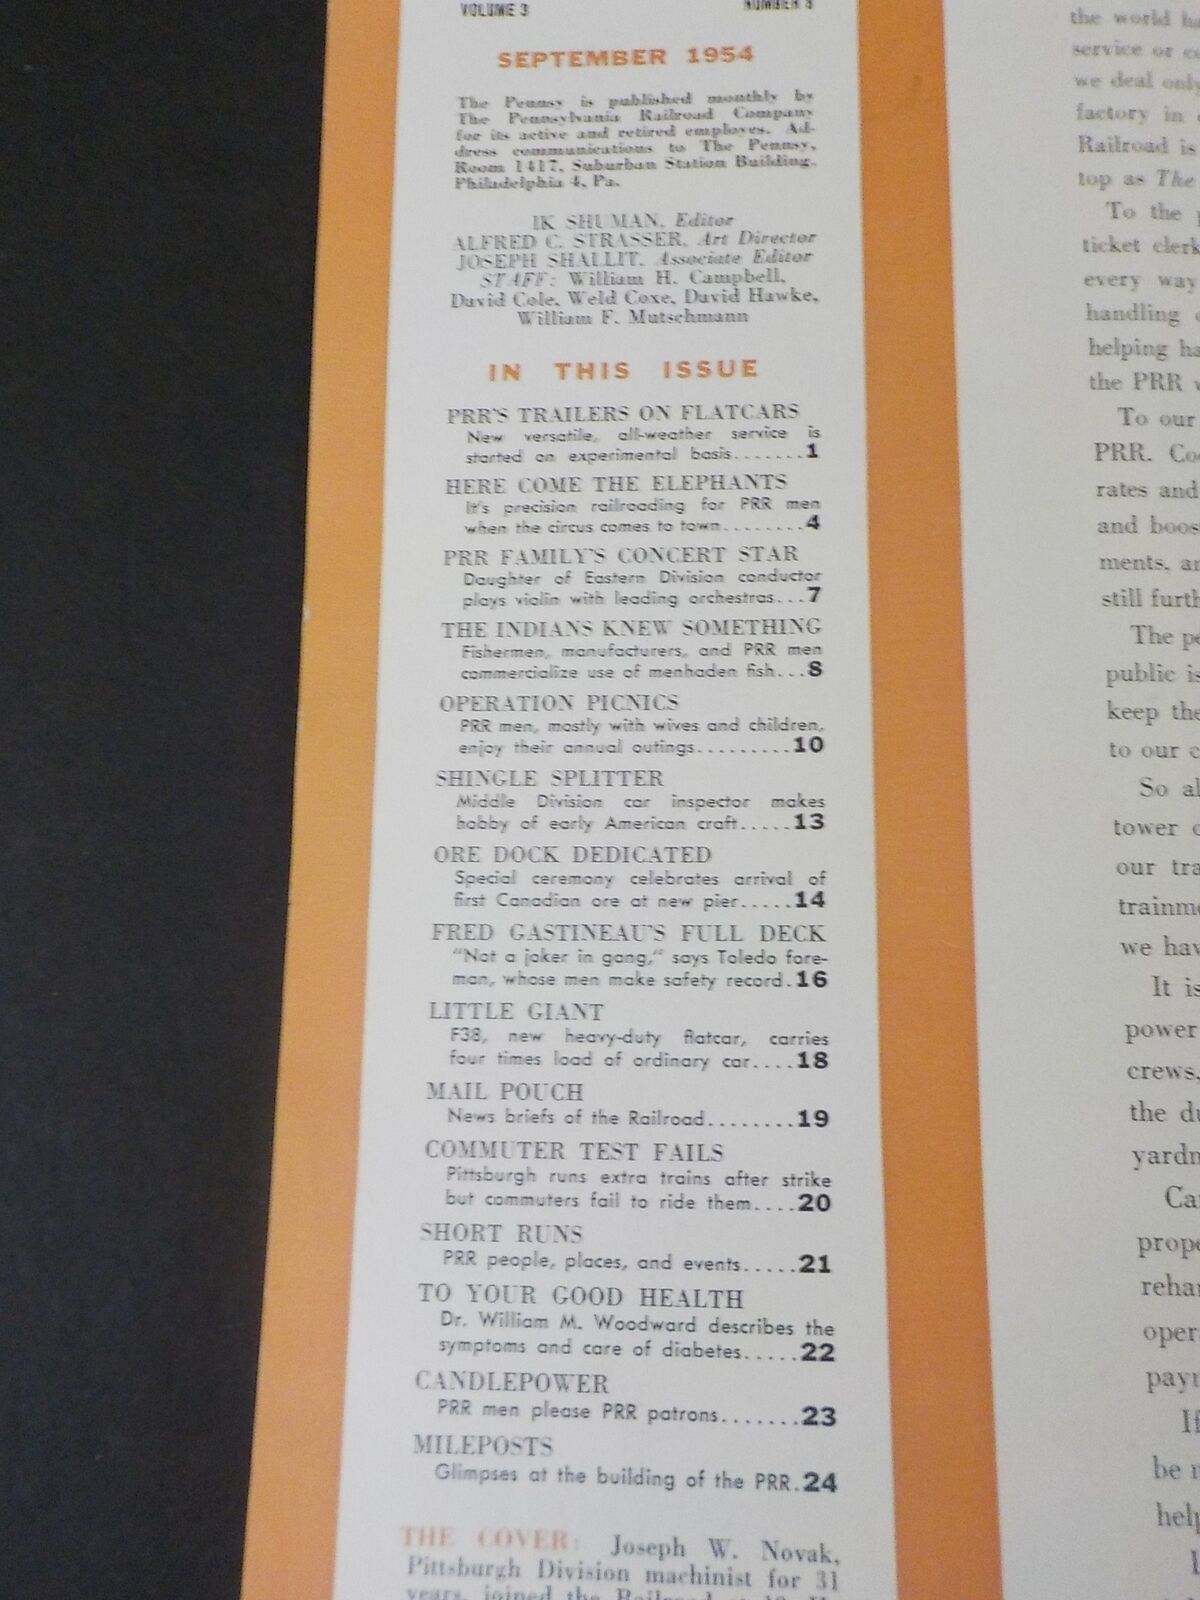 VOLUME 3 NUMBER 8
SEPTEMBER 1954
The Pennsy is published monthly by
The Pennsylvania Railroad Company
for its active and retired employes. Ad-
dress communications to The Pennsy,
Room 1417, Suburban Station Building,
Philadelphia 4, Pa.
IK SHUMAN, Editor
ALFRED C. STRASSER, Art Director
JOSEPH SHALLIT, Associate Editor
STAFF: William H. Campbell,
David Cole, Weld Coxe, David Hawke,
William F. Mutschmann
IN THIS ISSUE
PRR'S TRAILERS ON FLATCARS
New versatile, all-weather service is
started on experimental basis.......1
HERE COME THE ELEPHANTS
It's precision railroading for PRR men
when the circus comes to town........4
PRR FAMILY'S CONCERT STAR
Daughter of Eastern Division conductor
plays violin with leading orchestras...7
THE INDIANS KNEW SOMETHING
Fishermen, manufacturers, and PRR men
commercialize use of menhaden fish...8
OPERATION PICNICS
PRR men, mostly with wives and children,
enjoy their annual outings.........10
SHINGLE SPLITTER
Middle Division car inspector makes
hobby of early American craft.....13
ORE DOCK DEDICATED
Special ceremony celebrates arrival of
first Canadian ore at new pier.....14
FRED GASTINEAU'S FULL DECK
"Not a joker in gang," says Toledo fore-
man, whose men make safety record.16
LITTLE GIANT
F38, new heavy-duty flatcar, carries
four times load of ordinary car....18
MAIL POUCH
News briefs of the Railroad........19
COMMUTER TEST FAILS
Pittsburgh runs extra trains after strike
but commuters fail to ride them....20
SHORT RUNS
PRR people, places, and events.....21
TO YOUR GOOD HEALTH
Dr. William M. Woodward describes the
symptoms and care of diabetes.....22
CANDLEPOWER
PRR men please PRR patrons.......23
MILEPOSTS
Glimpses at the building of the PRR.24
THE COVER: Joseph W. Novak,
Pittsburgh Division machinist for 31
years, joined the Railroad at
the world
service or
we deal only
factory in
Railroad is
top as The
To the
ticket clerk
every way
handling
helping
the PRR
To our
PRR.
rates and
and
ments,
still
The
public
keep the
to our
So
tower
our
we
It is
power
crews,
the
If
be